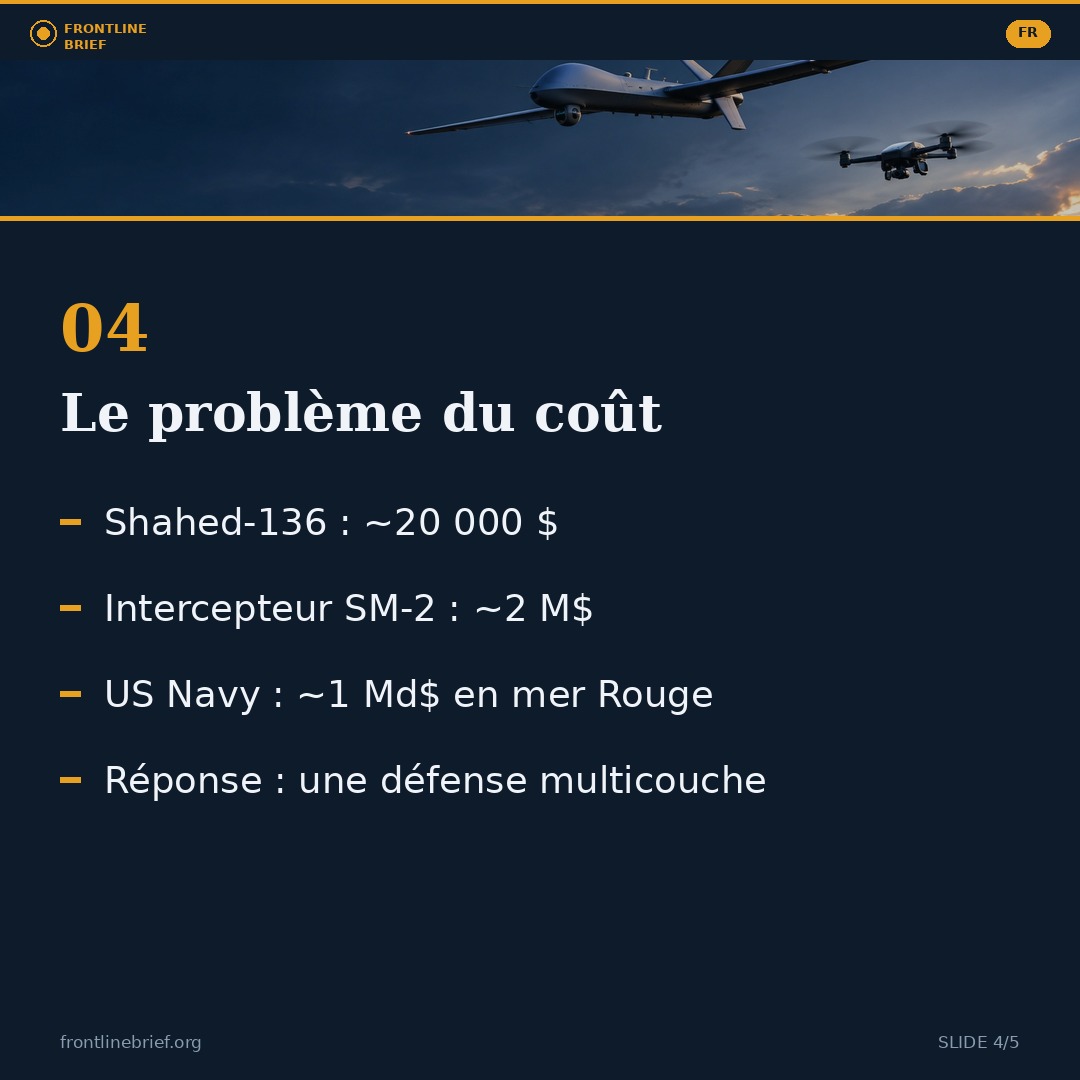 FRONTLINE
BRIEF
FR
04
Le problème du coût
Shahed-136 : ~20 000 $
Intercepteur SM-2 : ~2 M$
US Navy : ~1 Md$ en mer Rouge
Réponse : une défense multicouche
frontlinebrief.org
SLIDE 4/5